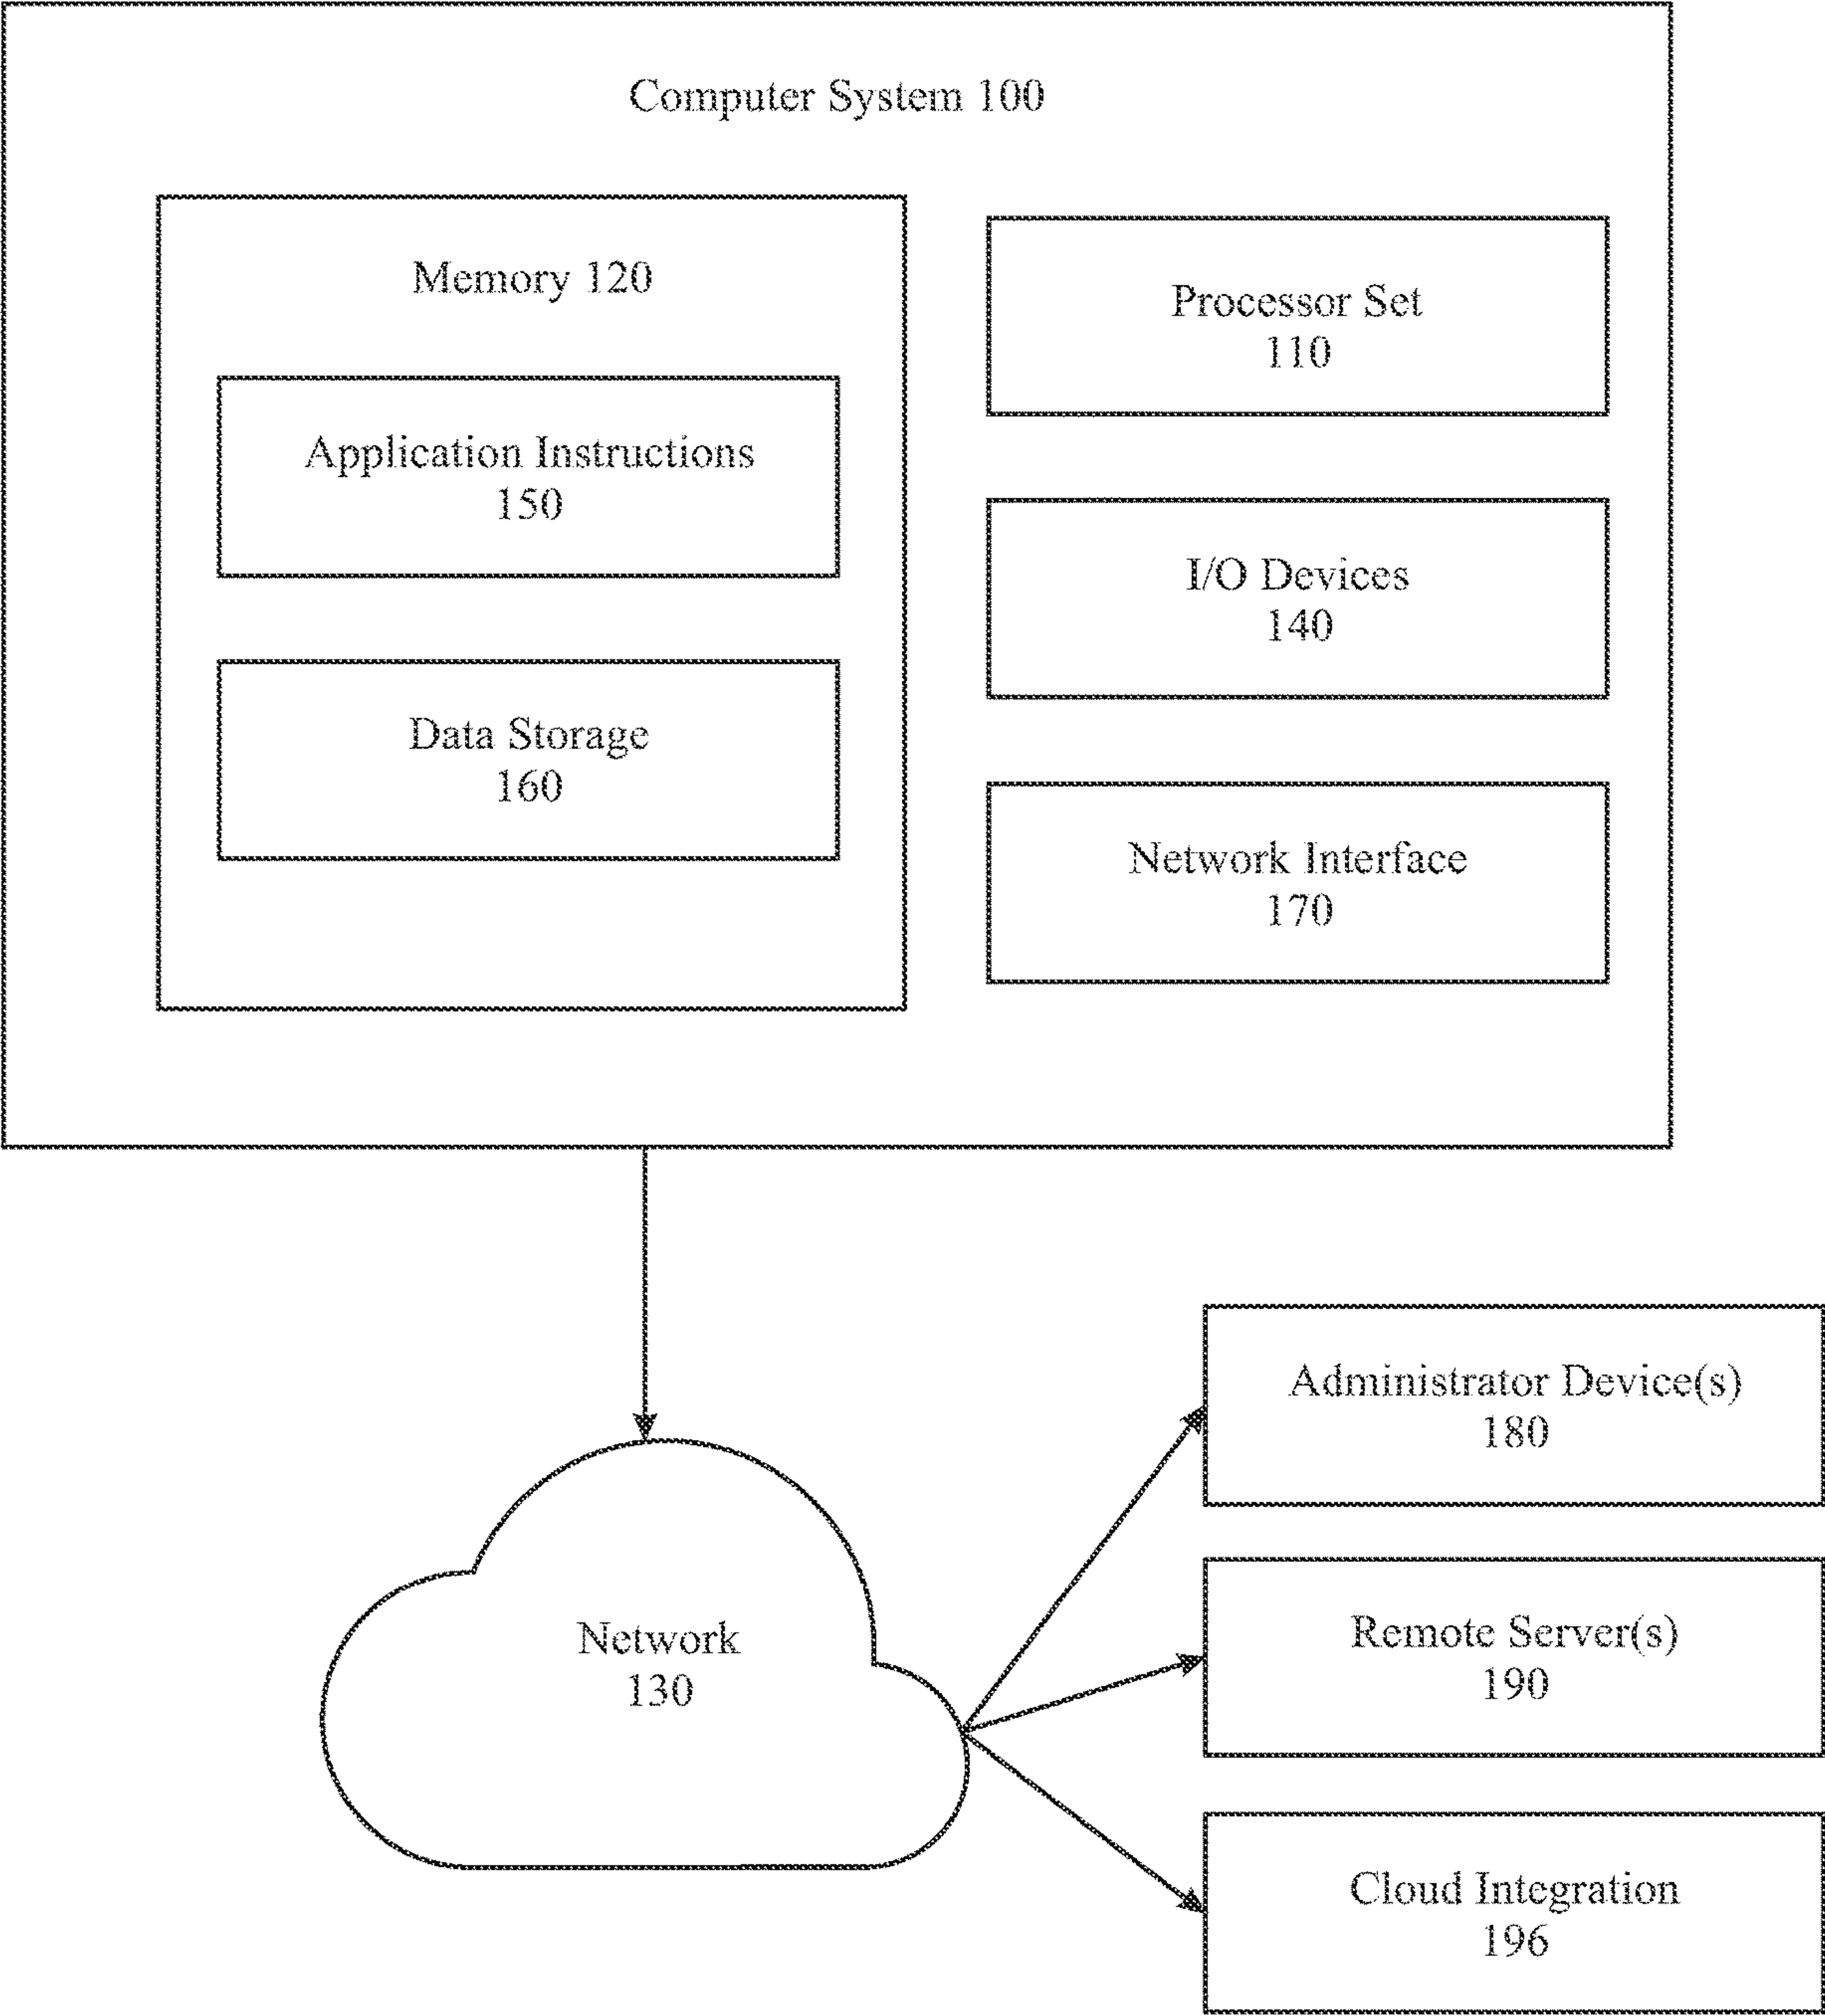 Computer System 100
Memory 120
Application Instructions
150
Data Storage
160
Processor Set
110
I/O Devices
140
Network Interface
170
Network
130
Administrator Device(s)
180
Remote Server(s)
190
Cloud Integration
196